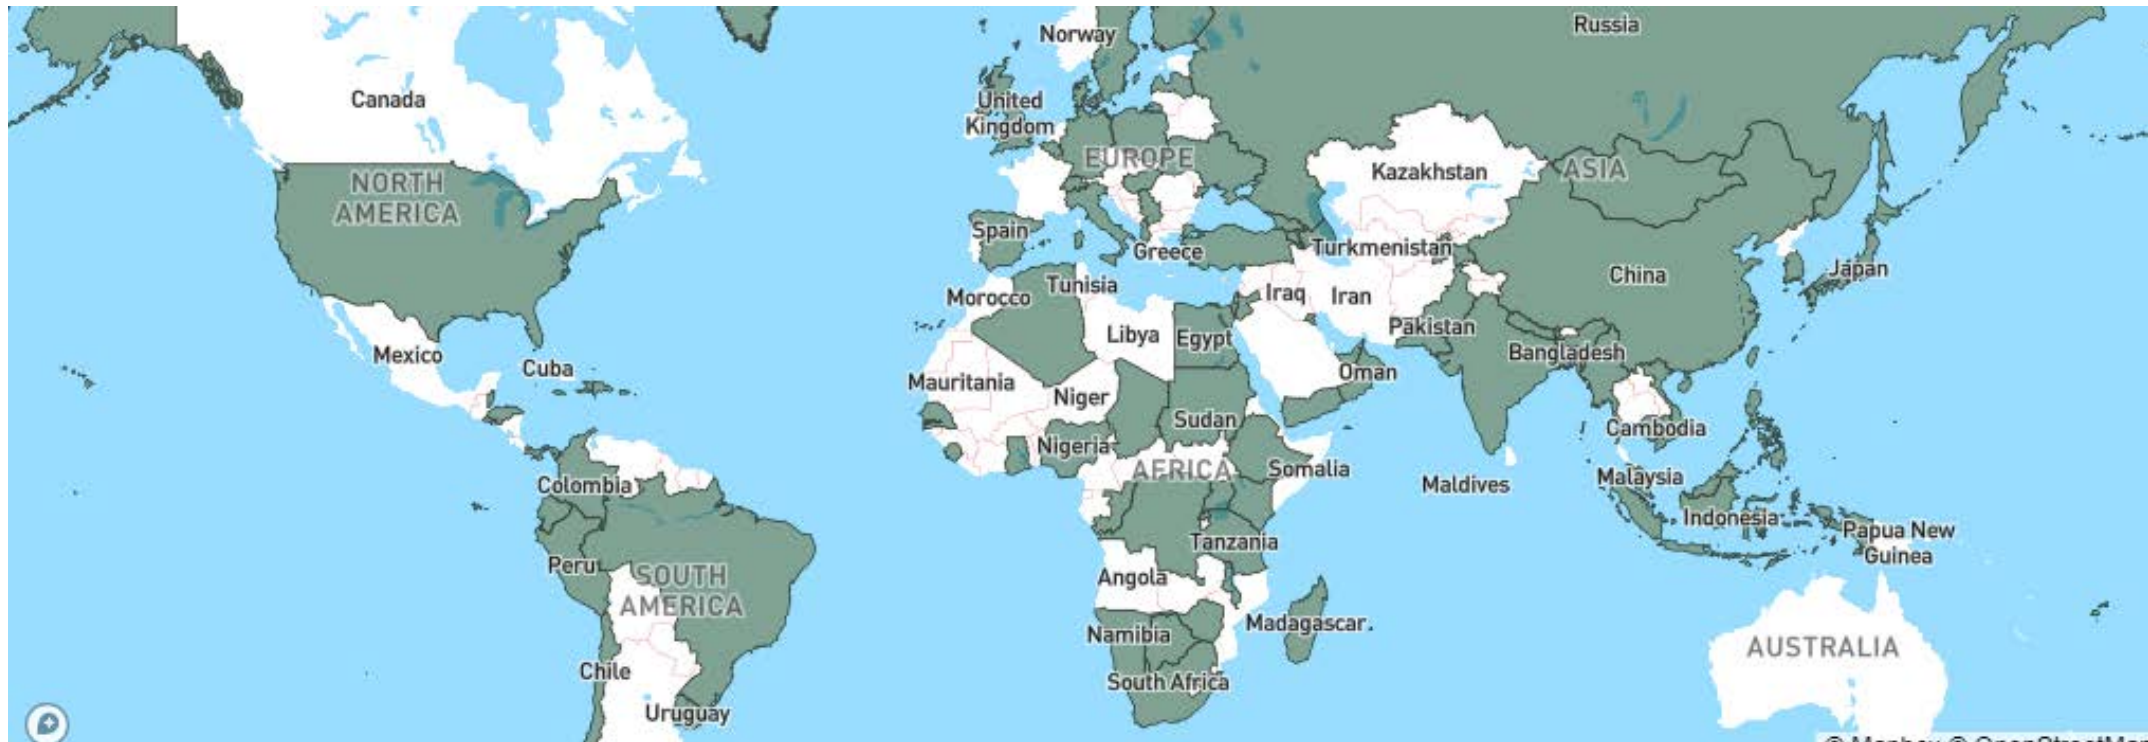 Russia
Norway
Canada
United
Kingdom
EUROPE
Kazakhstan
ASIA
NORTH
AMERICA
Spain
Greece
Turkmenistan
China
Japan
Tunisia
Morocco
Iraq
Iran
Pakistan
Libya
Egypt
Bangladesh
Mexico
Cuba
Mauritania
Niger
Oman
Sudan
Cambodia
Nigeria
AFRICA
Somalia
Maldives
Malaysia
Colombia
Indonesia
Papua New
Guinea
Tanzania
Peru
SOUTH
AMERICA
Angola
Namibia
Madagascar
AUSTRALIA
Chile
South Africa
Uruguay
© Mapbox © OpenStreetMap